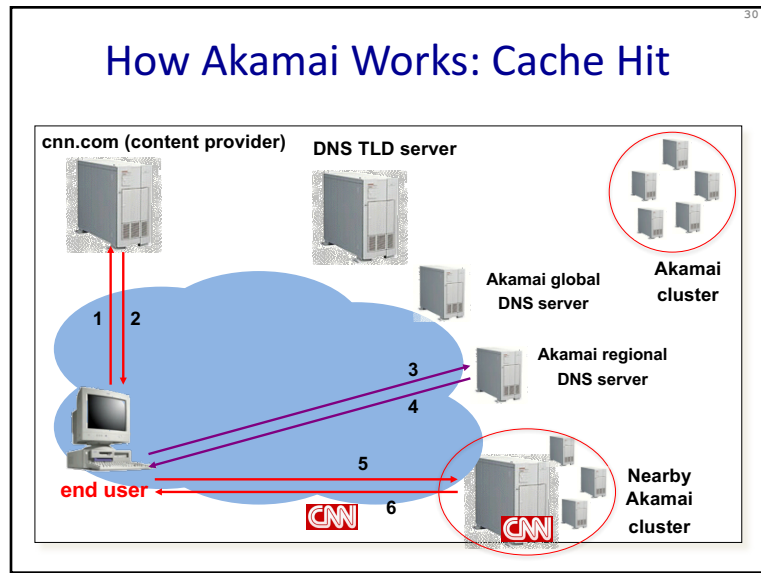 30
How Akamai Works: Cache Hit
cnn.com (content provider)
DNS TLD server
Akamai
cluster
Akamai global
DNS server
1
2
Akamai regional
DNS server
3
4
end user
5
6
CNN
CNN
Nearby
Akamai
cluster